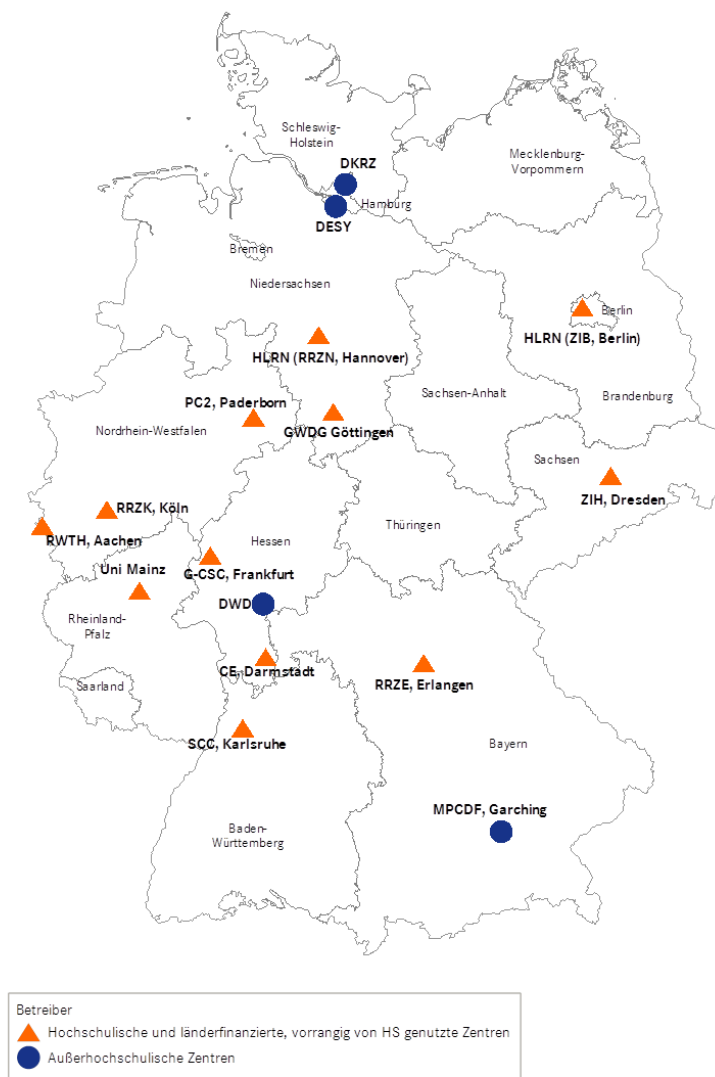 Schleswig-
Holstein
Mecklenburg-
Vorpommern
DKRZ
Hamburg
DESY
Bremen
Niedersachsen
Berlin
HLRN (ZIB, Berlin)
HLRN (RRZN, Hannover)
Sachsen-Anhalt
Brandenburg
PC2, Paderborn
Nordrhein-Westfalen
GWDG Göttingen
Sachsen
ZIH, Dresden
RRZK, Köln
Thüringen
RWTH, Aachen
Hessen
Uni Mainz
G-CSC, Frankfurt
DWD
Rheinland-
Pfalz
CE, Darmstadt
RRZE, Erlangen
Saarland
SCC, Karlsruhe
Bayern
MPCDF, Garching
Baden-
Württemberg
Betreiber
Hochschulische und länderfinanzierte, vorrangig von HS genutzte Zentren
Außerhochschulische Zentren